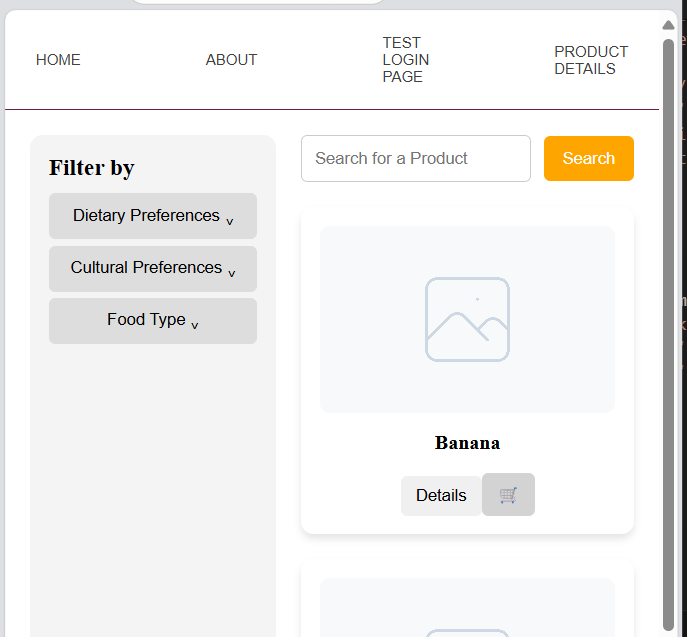 HOME
ABOUT
TEST
LOGIN
PAGE
PRODUCT
DETAILS
Filter by
Dietary Preferences v
Cultural Preferences v
Food Type v
Search for a Product
Search
Banana
Details